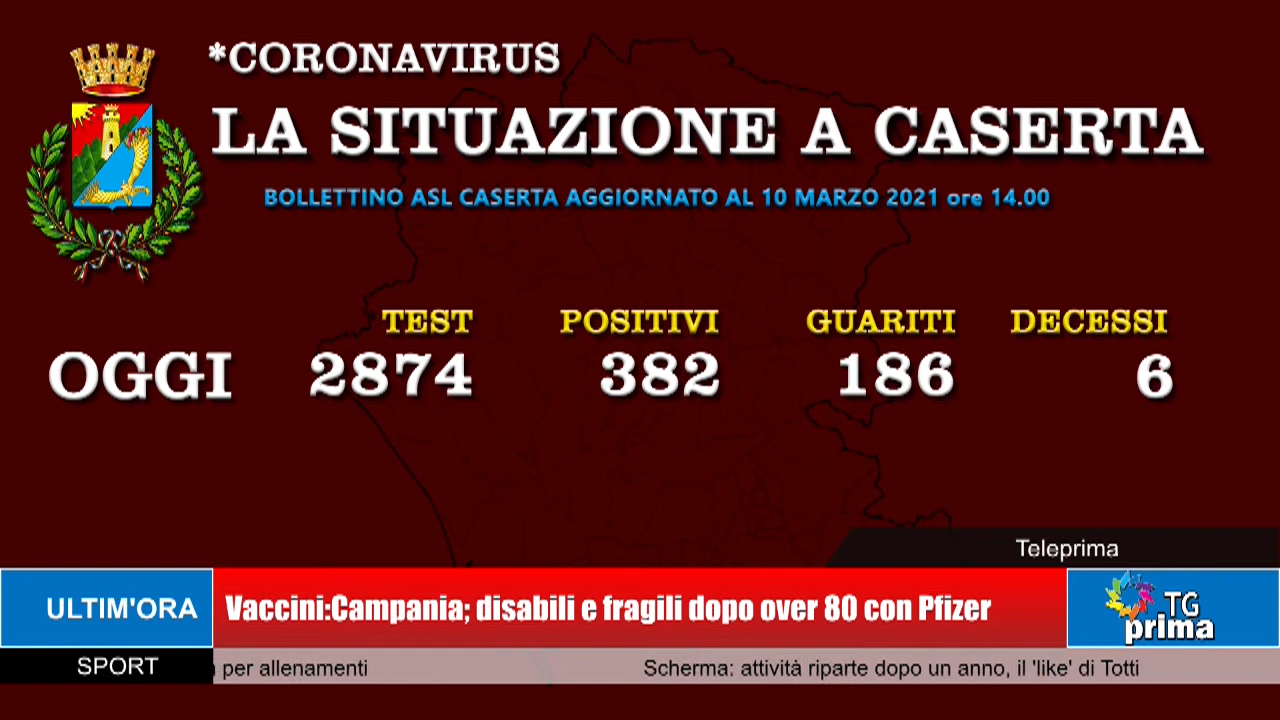 *CORONAVIRUS
LA SITUAZIONE A CASERTA
BOLLETTINO ASL CASERTA AGGIORNATO AL 10 MARZO 2021 ore 14.00
TEST POSITIVI GUARITI DECESSI
OGGI 2874 382 186 6
Teleprima
ULTIM'ORA Vaccini:Campania; disabili e fragili dopo over 80 con Pfizer
TG
prima
SPORT per allenamenti Scherma: attività riparte dopo un anno, il 'like' di Totti